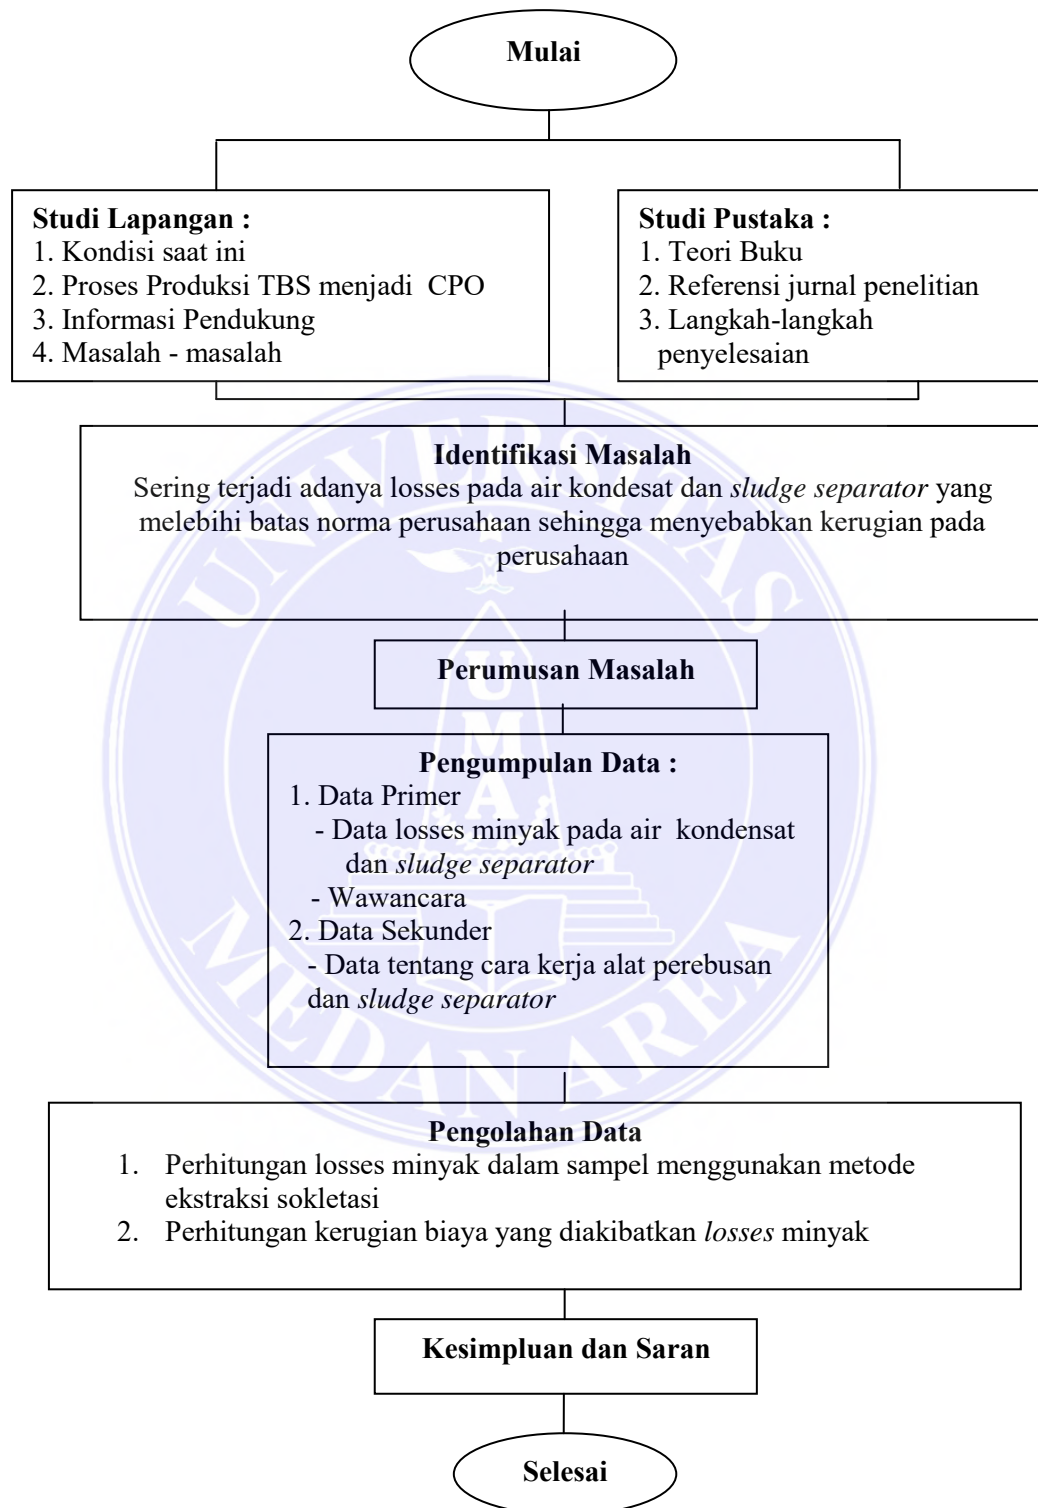 Mulai
Studi Lapangan :
1. Kondisi saat ini
2. Proses Produksi TBS menjadi CPO
3. Informasi Pendukung
4. Masalah - masalah
Studi Pustaka :
1. Teori Buku
2. Referensi jurnal penelitian
3. Langkah-langkah
penyelesaian
Identifikasi Masalah
Sering terjadi adanya losses pada air kondesat dan sludge separator yang
melebihi batas norma perusahaan sehingga menyebabkan kerugian pada
perusahaan
Perumusan Masalah
Pengumpulan Data :
1. Data Primer
- Data losses minyak pada air kondensat
dan sludge separator
- Wawancara
2. Data Sekunder
- Data tentang cara kerja alat perebusan
dan sludge separator
Pengolahan Data
1. Perhitungan losses minyak dalam sampel menggunakan metode
ekstraksi sokletasi
2. Perhitungan kerugian biaya yang diakibatkan losses minyak
Kesimpluan dan Saran
Selesai
UNIVERSITAS
MEDAN AREA
UMA